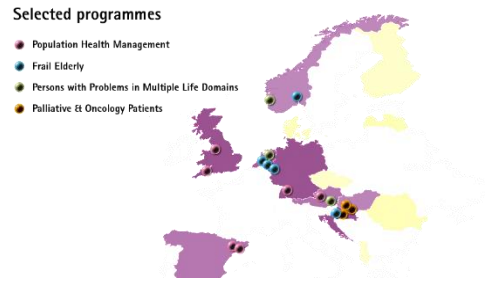 Selected programmes
Population Health Management
Frail Elderly
Persons with Problems in Multiple Life Domains
Palliative & Oncology Patients